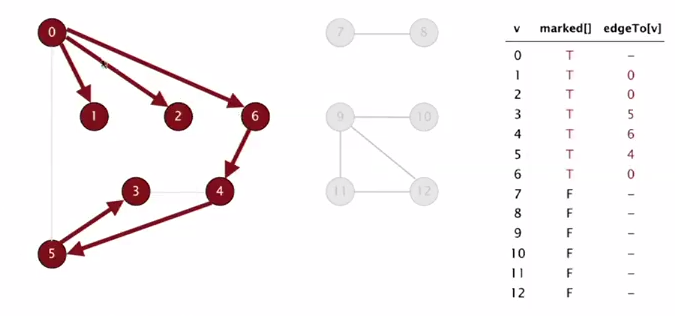 0
7
8
1
2
6
9
10
3
4
11
12
5
v marked[] edgeTo[v]
0 T –
1 T 0
2 T 0
3 T 5
4 T 6
5 T 4
6 T 0
7 F –
8 F –
9 F –
10 F –
11 F –
12 F –